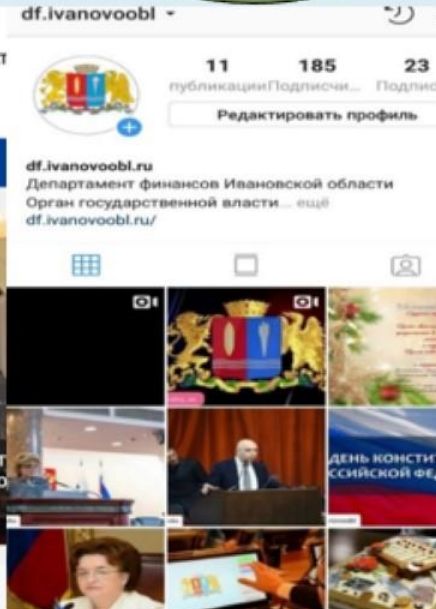 df.ivanovoobl
11 185 23
публикации Подписчи... Подпис
Редактировать профиль
df.ivanovoobl.ru
Департамент финансов Ивановской области
Орган государственной власти... ещё
df.ivanovoobl.ru/
ДЕНЬ КОНСТИТ
ССИЙСКОЙ ФЕ